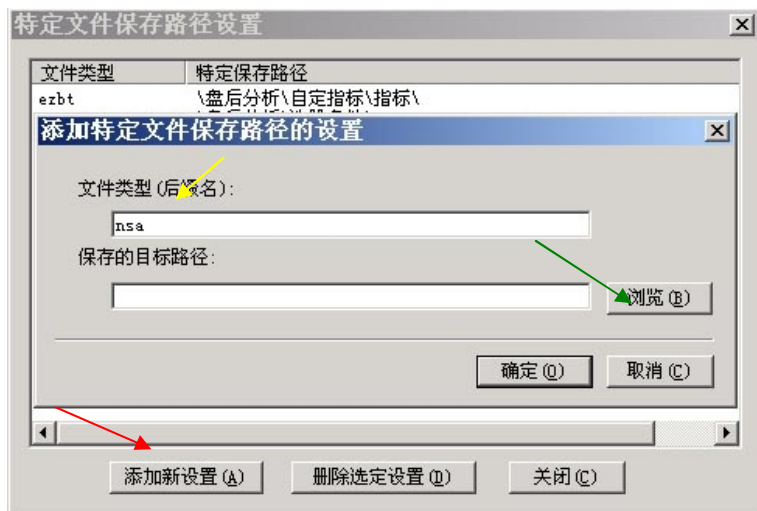 特定文件保存路径设置
文件类型 特定保存路径
ezbt \盘后分析\自定指标\指标\
添加特定文件保存路径的设置
文件类型(后缀名):
nsa
保存的目标路径:
浏览(B)
确定(O) 取消(C)
添加新设置(A) 删除选定设置(D) 关闭(C)